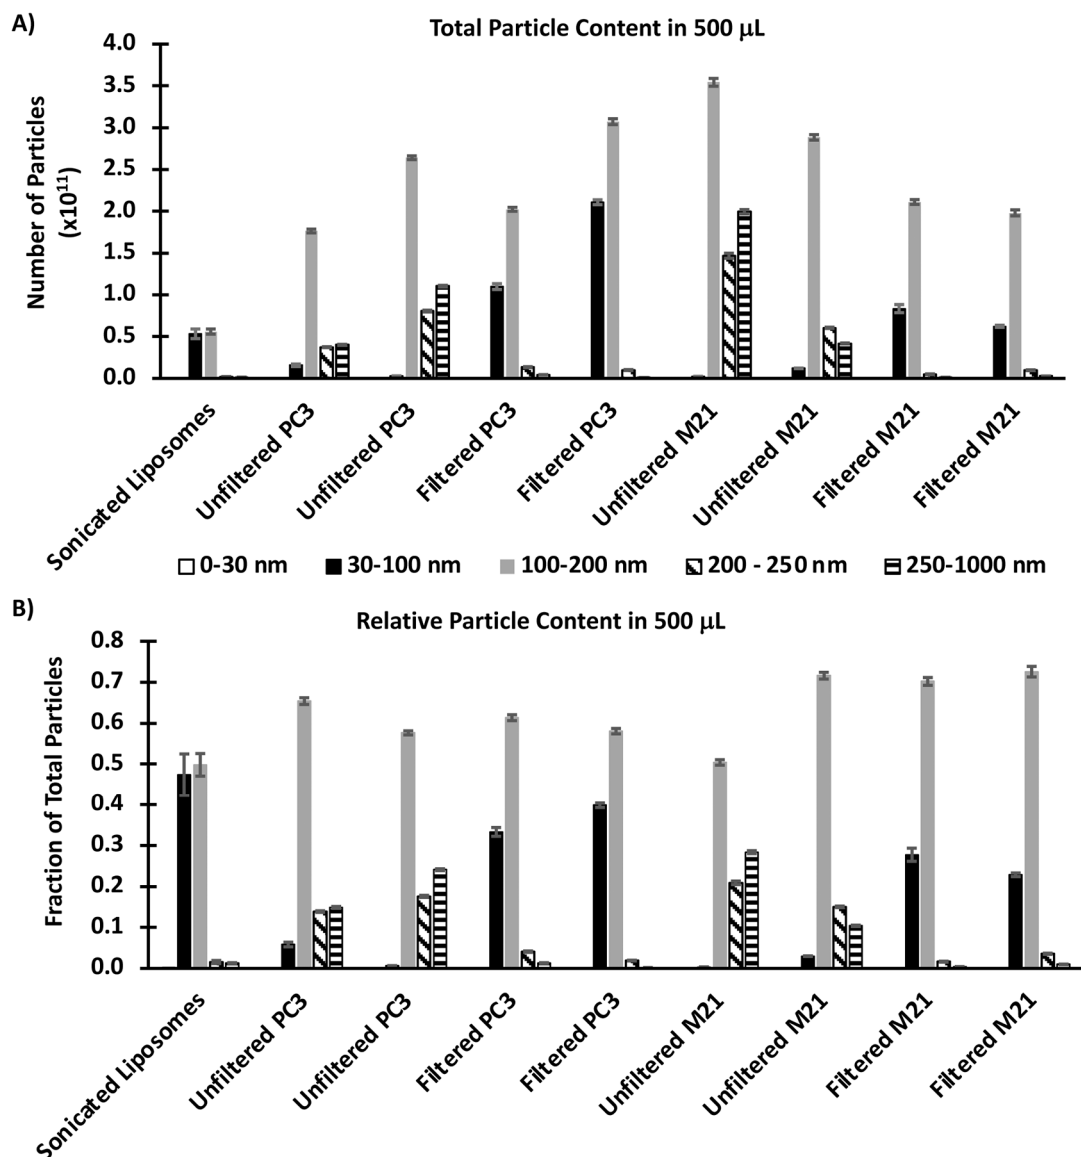 A)
Total Particle Content in 500 μL
Number of Particles
(x10¹¹)
4.0
3.5
3.0
2.5
2.0
1.5
1.0
0.5
0.0
Sonicated Liposomes
Unfiltered PC3
Unfiltered PC3
Filtered PC3
Filtered PC3
Unfiltered M21
Unfiltered M21
Filtered M21
Filtered M21
0-30 nm
30-100 nm
100-200 nm
200 - 250 nm
250-1000 nm
B)
Relative Particle Content in 500 μL
Fraction of Total Particles
0.8
0.7
0.6
0.5
0.4
0.3
0.2
0.1
0.0
Sonicated Liposomes
Unfiltered PC3
Unfiltered PC3
Filtered PC3
Filtered PC3
Unfiltered M21
Unfiltered M21
Filtered M21
Filtered M21